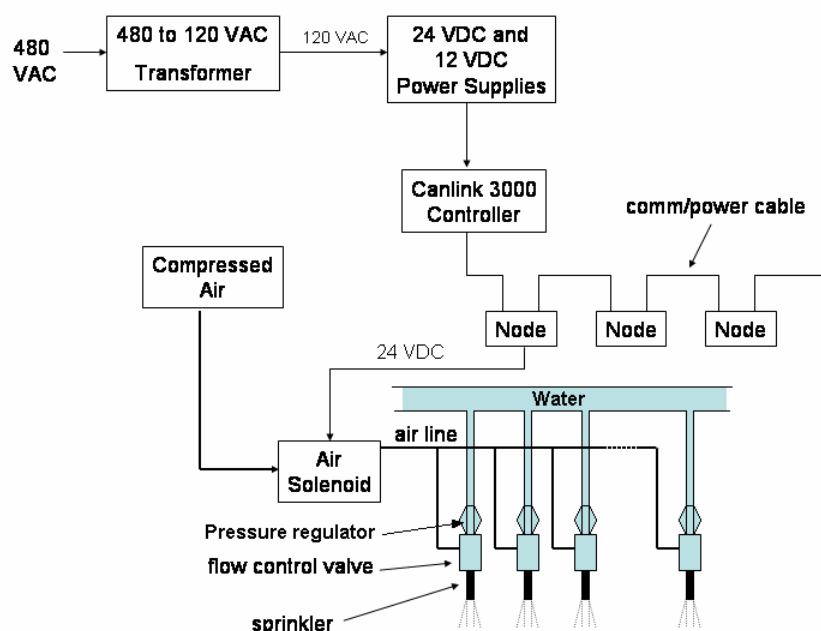 480
VAC
480 to 120 VAC
Transformer
120 VAC
24 VDC and
12 VDC
Power Supplies
Canlink 3000
Controller
comm/power cable
Compressed
Air
Node
Node
Node
24 VDC
Water
air line
Air
Solenoid
Pressure regulator
flow control valve
sprinkler